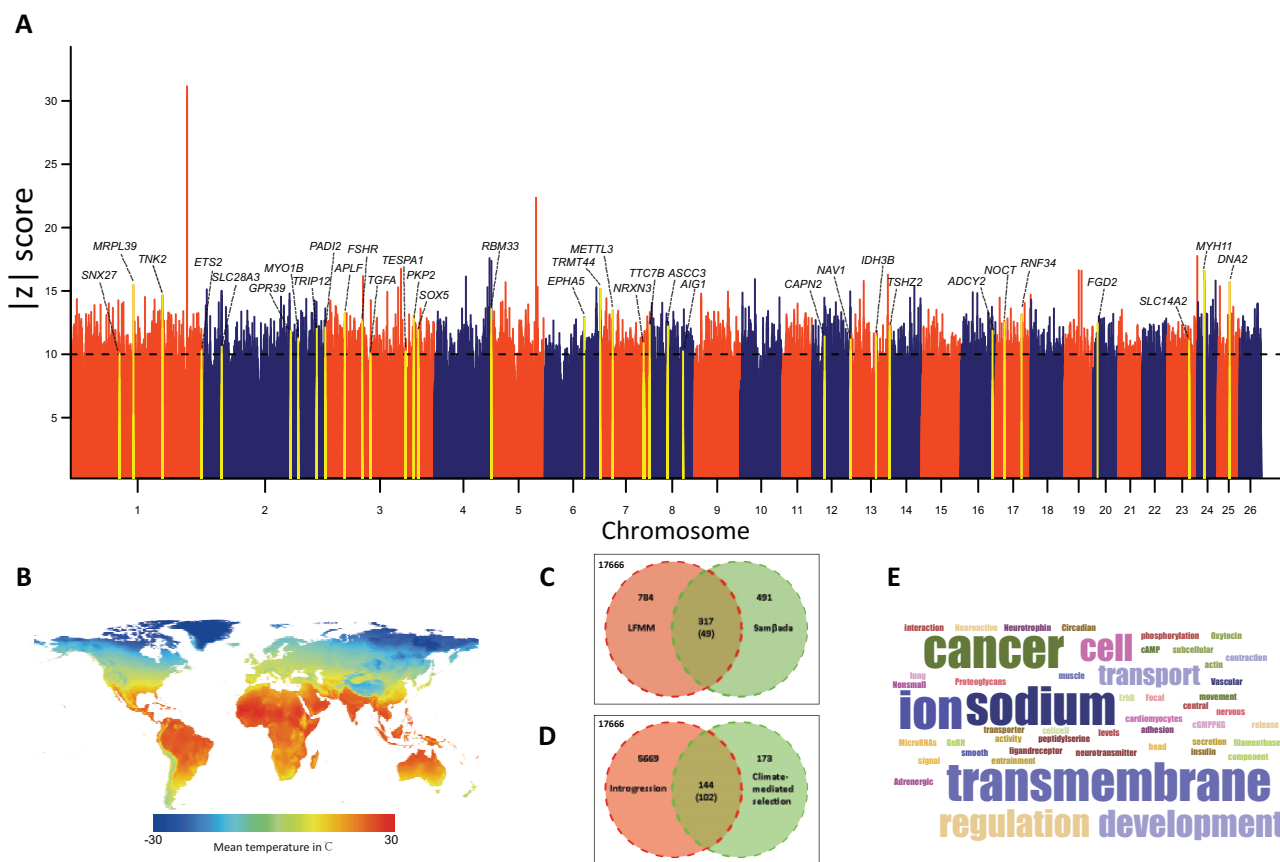 A
|z| score
30
25
20
15
10
5
SNX27
MRPL39
TNK2
ETS2
SLC28A3
GPR39
MYO1B
TRIP12
PADI2
APLF
FSHR
TGFA
TESPA1
PKP2
SOX5
RBM33
EPHA5
TRMT44
METTL3
NRXN3
TTC7B
ASCC3
AIG1
CAPN2
NAV1
IDH3B
TSHZ2
ADCY2
NOCT
RNF34
FGD2
SLC14A2
MYH11
DNA2
1 2 3 4 5 6 7 8 9 10 11 12 13 14 15 16 17 18 19 20 21 22 23 24 25 26
Chromosome
B
-30 30
Mean temperature in ℃
C
17666
784 317 491
LFMM (49) Samβada
D
17666
5669 144 173
Introgression (102) Climate-
mediated
selection
E
interaction Neuroactive Neurotrophin Circadian
cancer cell phosphorylation Oxytocin
cAMP subcellular
actin contraction
lung
Nonsmall Proteoglycans muscle transport Vascular
ion sodium ErbB Focal movement
central
nervous
cardiomyocytes cGMPPKG release
transporter cellcell levels adhesion
MicroRNAs GnRH activity peptidylserine secretion filamentbased
smooth ligandreceptor neurotransmitter bead insulin component
signal entrainment
Adrenergic transmembrane
regulation development